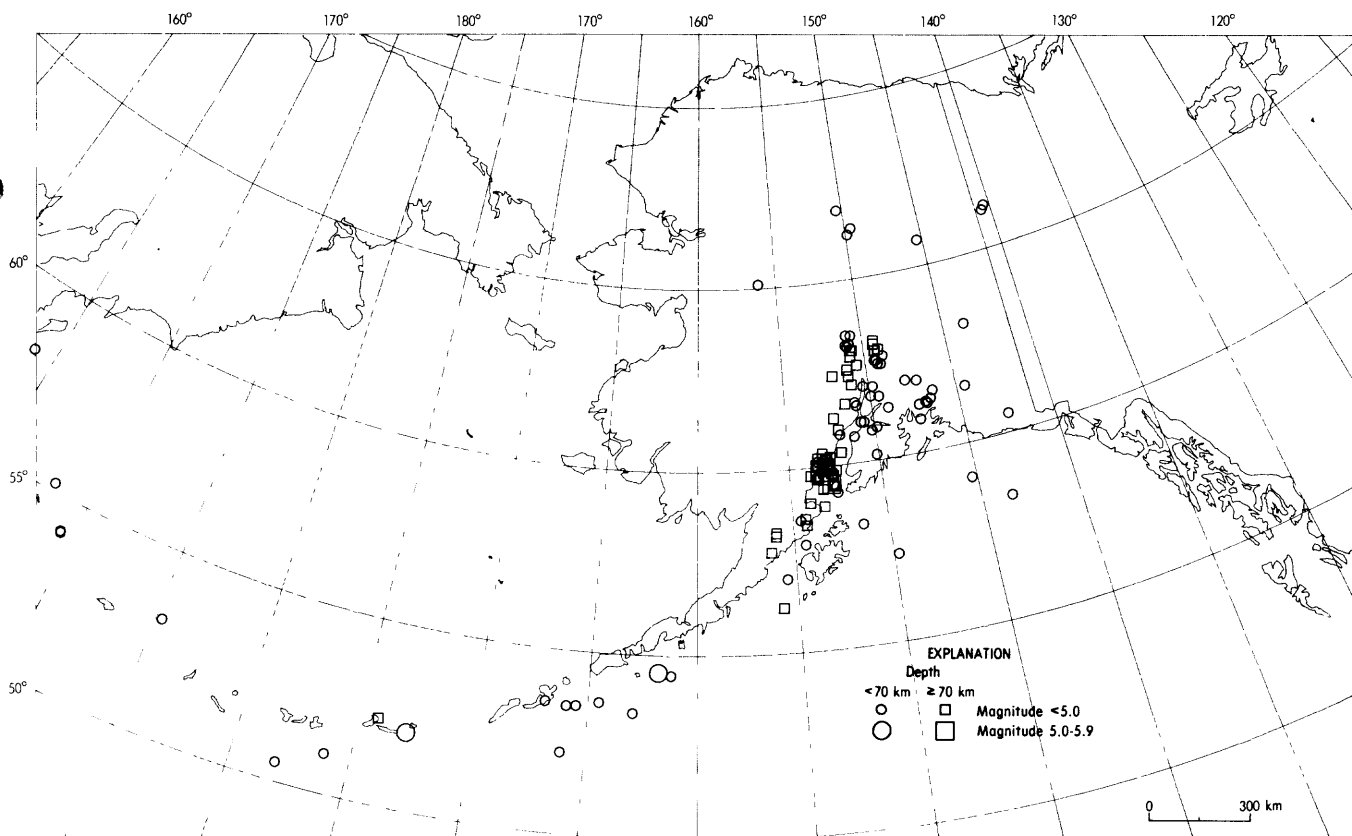 160° 170° 180° 170° 160° 150° 140° 130° 120°
60°
55°
50°
EXPLANATION
Depth
<70 km ≥70 km
Magnitude <5.0
Magnitude 5.0-5.9
0 300 km